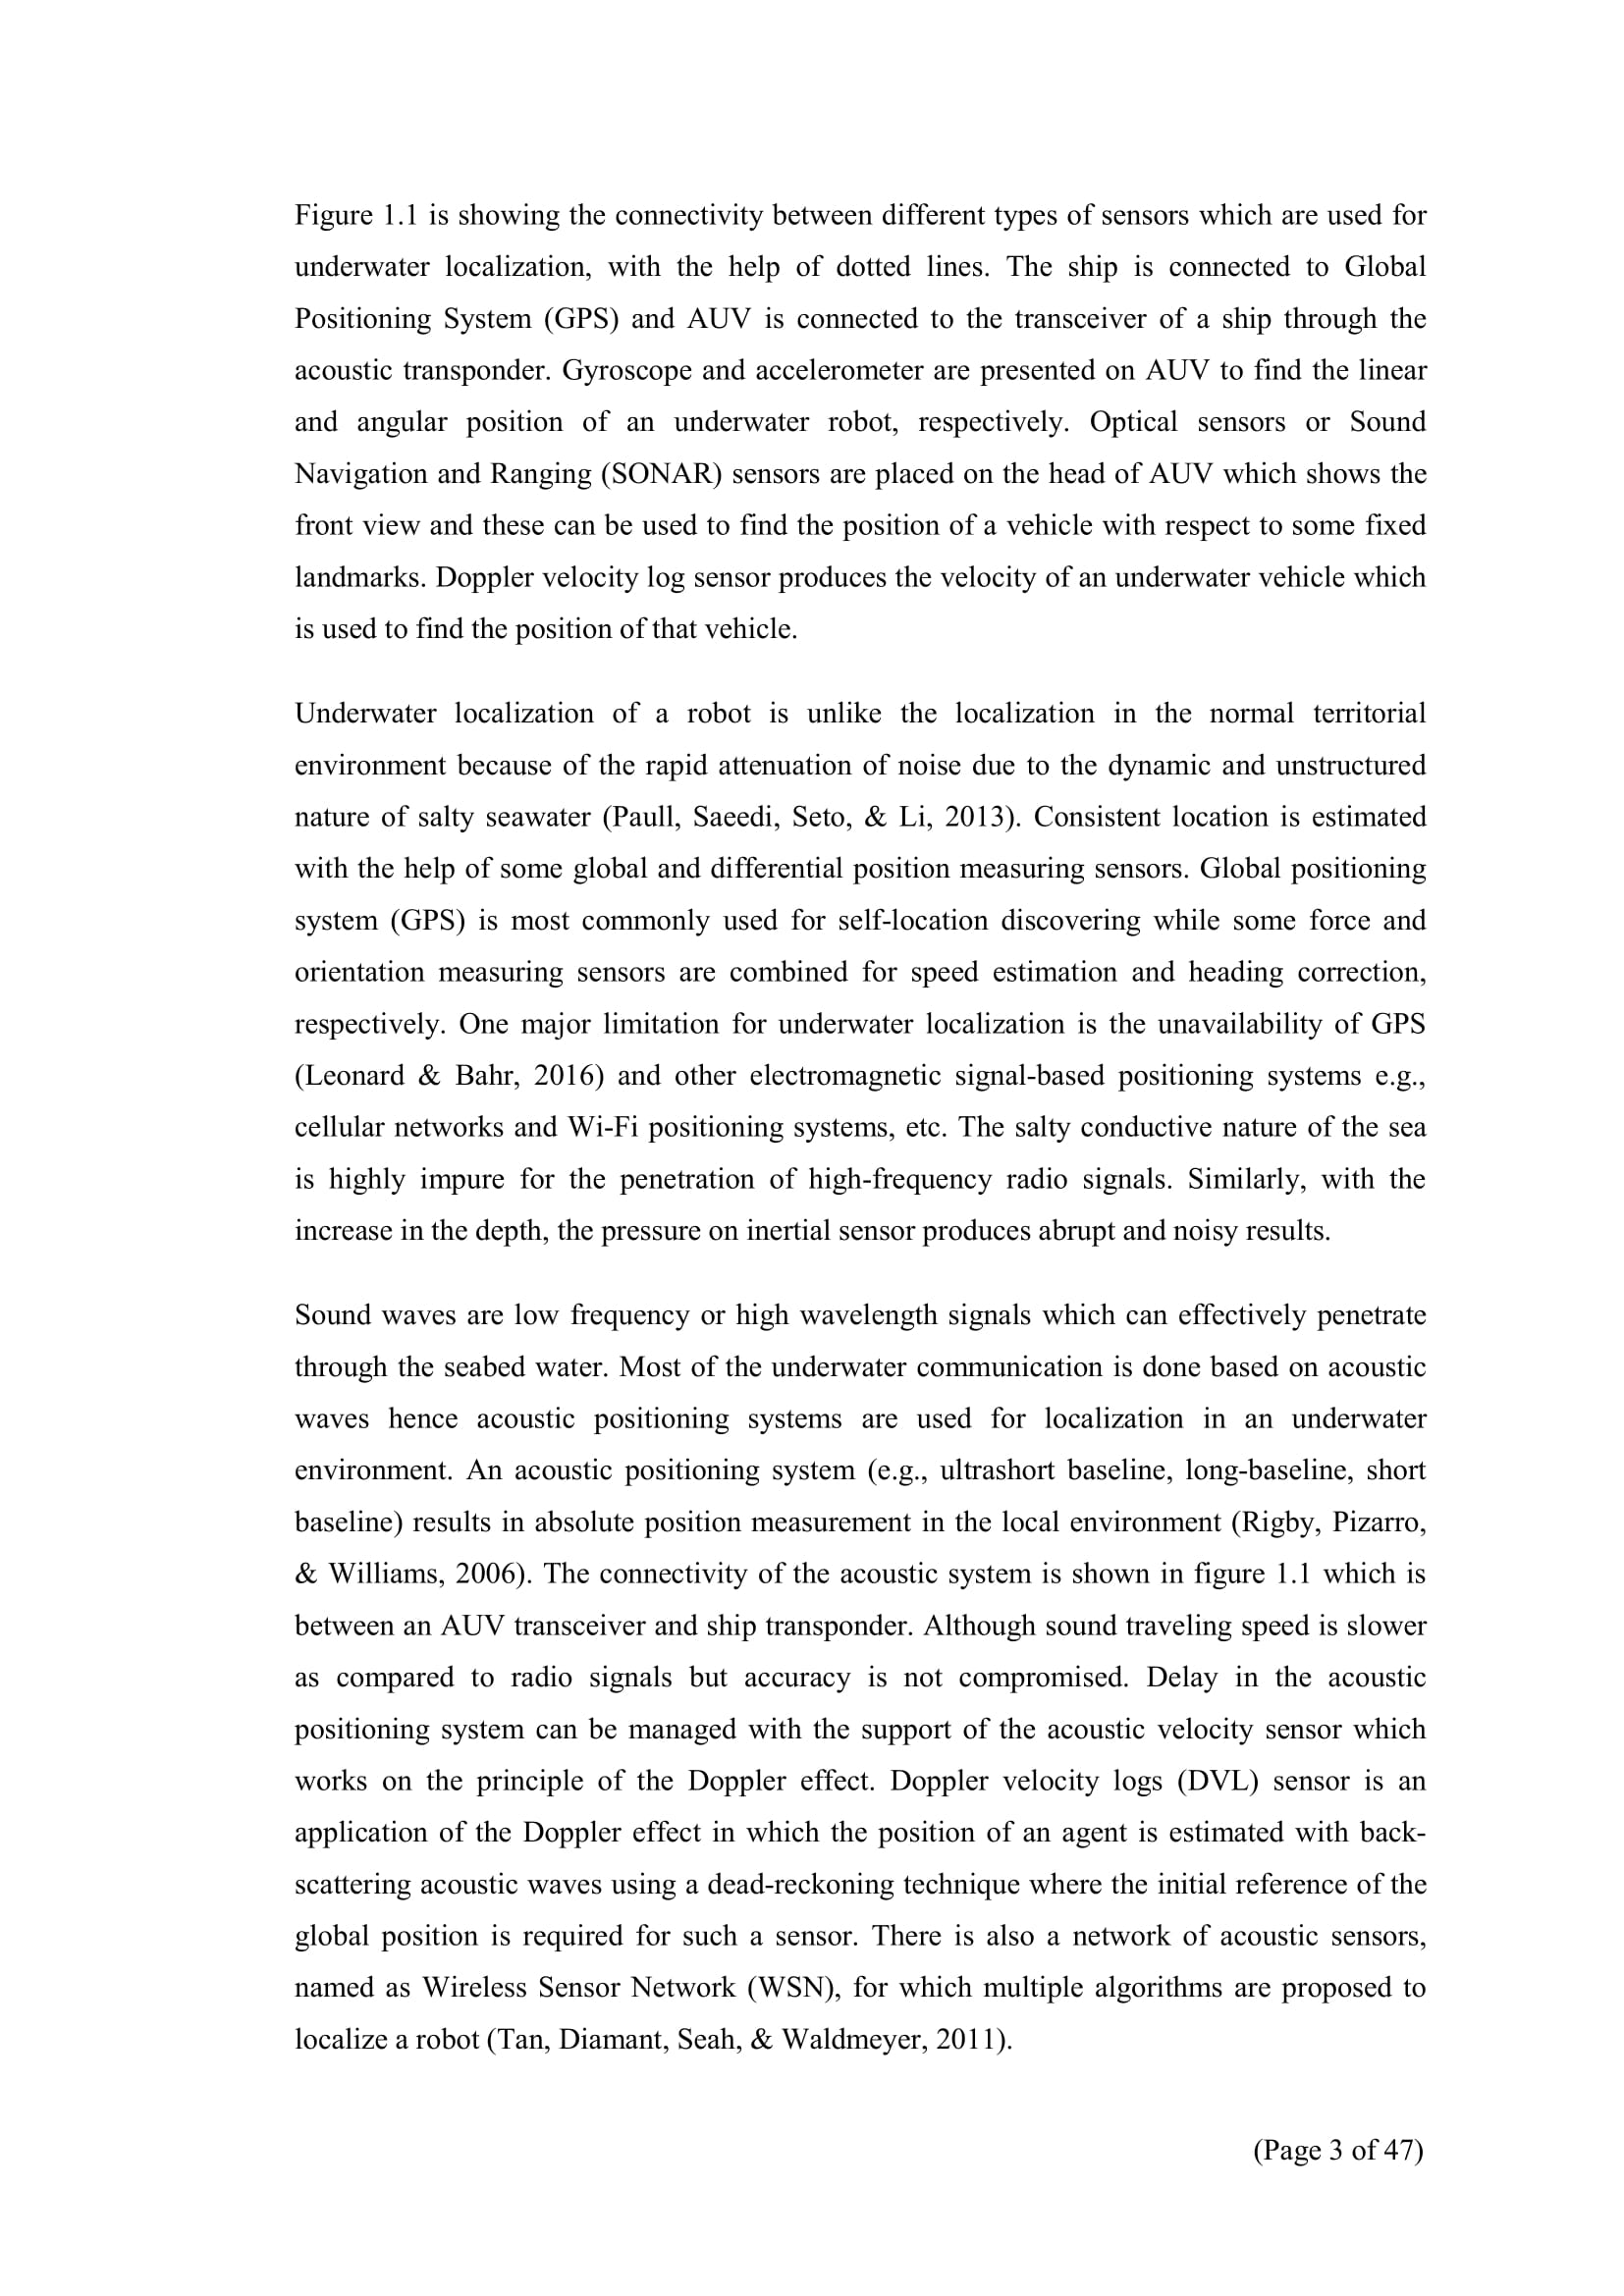 Figure 1.1 is showing the connectivity between different types of sensors which are used for
underwater localization, with the help of dotted lines. The ship is connected to Global
Positioning System (GPS) and AUV is connected to the transceiver of a ship through the
acoustic transponder. Gyroscope and accelerometer are presented on AUV to find the linear
and angular position of an underwater robot, respectively. Optical sensors or Sound
Navigation and Ranging (SONAR) sensors are placed on the head of AUV which shows the
front view and these can be used to find the position of a vehicle with respect to some fixed
landmarks. Doppler velocity log sensor produces the velocity of an underwater vehicle which
is used to find the position of that vehicle.
Underwater localization of a robot is unlike the localization in the normal territorial
environment because of the rapid attenuation of noise due to the dynamic and unstructured
nature of salty seawater (Paull, Saeedi, Seto, & Li, 2013). Consistent location is estimated
with the help of some global and differential position measuring sensors. Global positioning
system (GPS) is most commonly used for self-location discovering while some force and
orientation measuring sensors are combined for speed estimation and heading correction,
respectively. One major limitation for underwater localization is the unavailability of GPS
(Leonard & Bahr, 2016) and other electromagnetic signal-based positioning systems e.g.,
cellular networks and Wi-Fi positioning systems, etc. The salty conductive nature of the sea
is highly impure for the penetration of high-frequency radio signals. Similarly, with the
increase in the depth, the pressure on inertial sensor produces abrupt and noisy results.
Sound waves are low frequency or high wavelength signals which can effectively penetrate
through the seabed water. Most of the underwater communication is done based on acoustic
waves hence acoustic positioning systems are used for localization in an underwater
environment. An acoustic positioning system (e.g., ultrashort baseline, long-baseline, short
baseline) results in absolute position measurement in the local environment (Rigby, Pizarro,
& Williams, 2006). The connectivity of the acoustic system is shown in figure 1.1 which is
between an AUV transceiver and ship transponder. Although sound traveling speed is slower
as compared to radio signals but accuracy is not compromised. Delay in the acoustic
positioning system can be managed with the support of the acoustic velocity sensor which
works on the principle of the Doppler effect. Doppler velocity logs (DVL) sensor is an
application of the Doppler effect in which the position of an agent is estimated with back-
scattering acoustic waves using a dead-reckoning technique where the initial reference of the
global position is required for such a sensor. There is also a network of acoustic sensors,
named as Wireless Sensor Network (WSN), for which multiple algorithms are proposed to
localize a robot (Tan, Diamant, Seah, & Waldmeyer, 2011).
(Page 3 of 47)